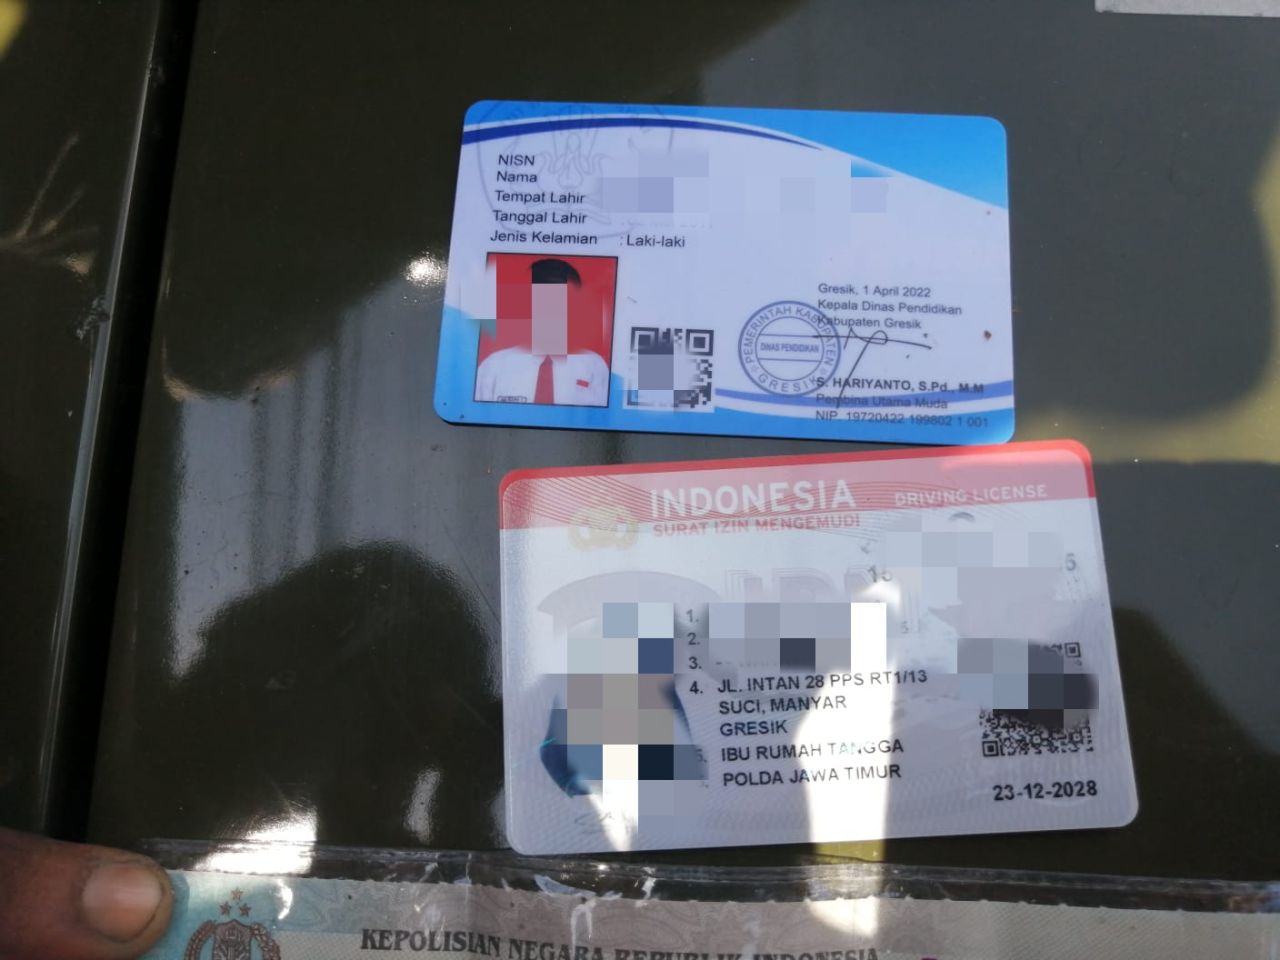 NISN
Nama
Tempat Lahir
Tanggal Lahir
Jenis Kelamian : Laki-laki
Gresik, 1 April 2022
Kepala Dinas Pendidikan
Kabupaten Gresik
PEMERINTAH KABUPATEN
DINAS PENDIDIKAN
GRESIK
S. HARIYANTO, S.Pd., M.M
Pembina Utama Muda
NIP. 19720422 199802 1 001
INDONESIA
DRIVING LICENSE
SURAT IZIN MENGEMUDI
1.
2.
3.
4. JL. INTAN 28 PPS RT1/13
SUCI, MANYAR
GRESIK
5. IBU RUMAH TANGGA
POLDA JAWA TIMUR
23-12-2028
KEPOLISIAN NEGARA REPUBLIK INDONESIA